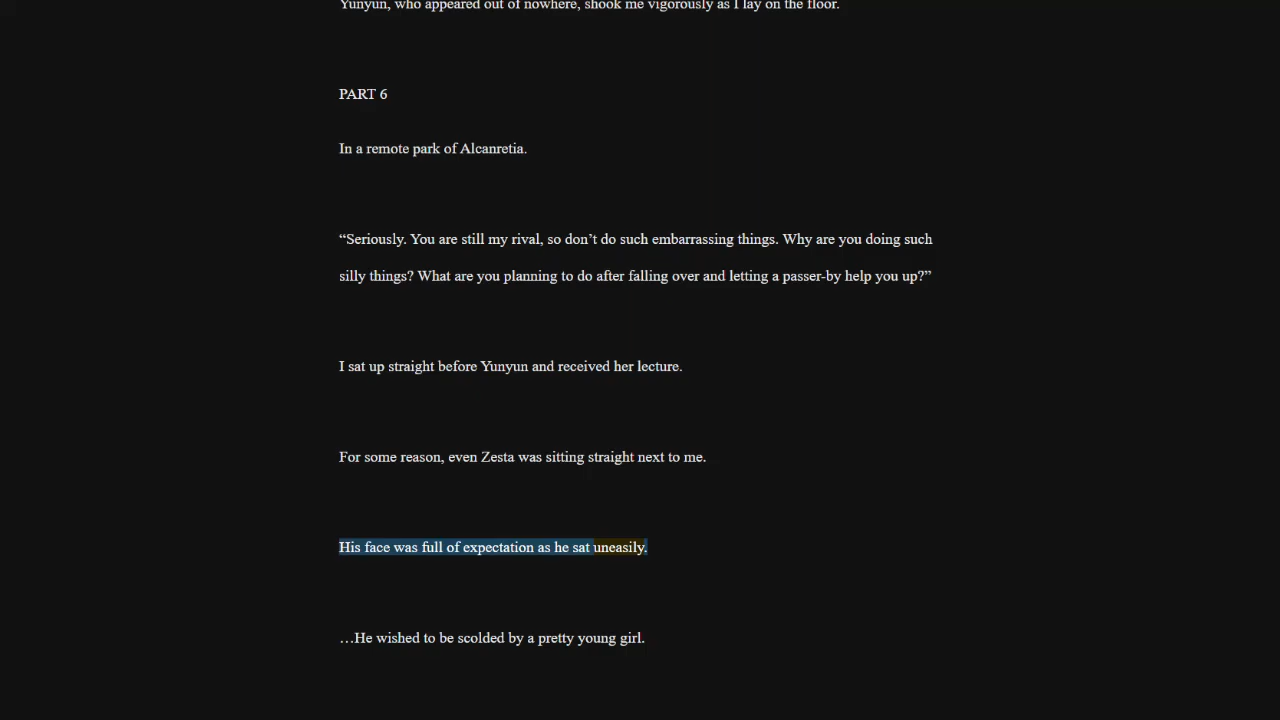 Yunyun, who appeared out of nowhere, shook me vigorously as I lay on the floor.
PART 6
In a remote park of Alcanretia.
“Seriously. You are still my rival, so don’t do such embarrassing things. Why are you doing such
silly things? What are you planning to do after falling over and letting a passer-by help you up?”
I sat up straight before Yunyun and received her lecture.
For some reason, even Zesta was sitting straight next to me.
His face was full of expectation as he sat uneasily.
…He wished to be scolded by a pretty young girl.